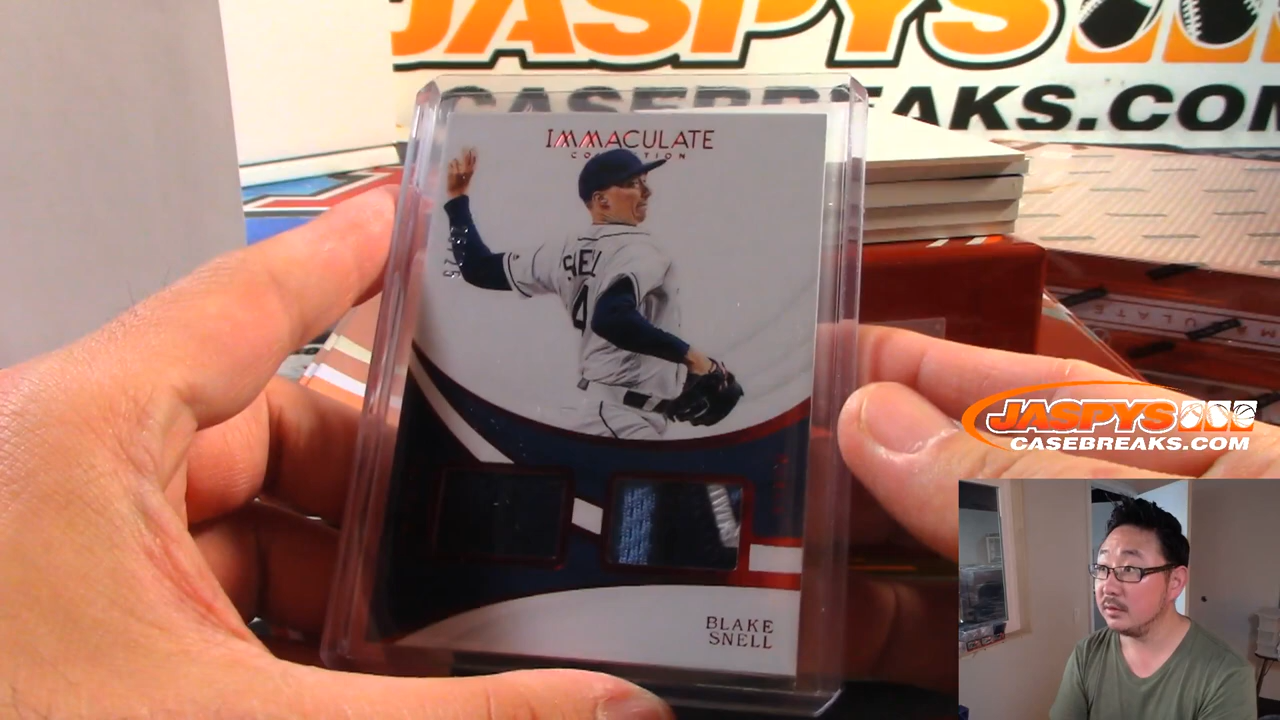 JASPYS
CASEBREAKS.COM
IMMACULATE
COLLECTION
SNELL
4
BLAKE
SNELL
JASPYS
CASEBREAKS.COM